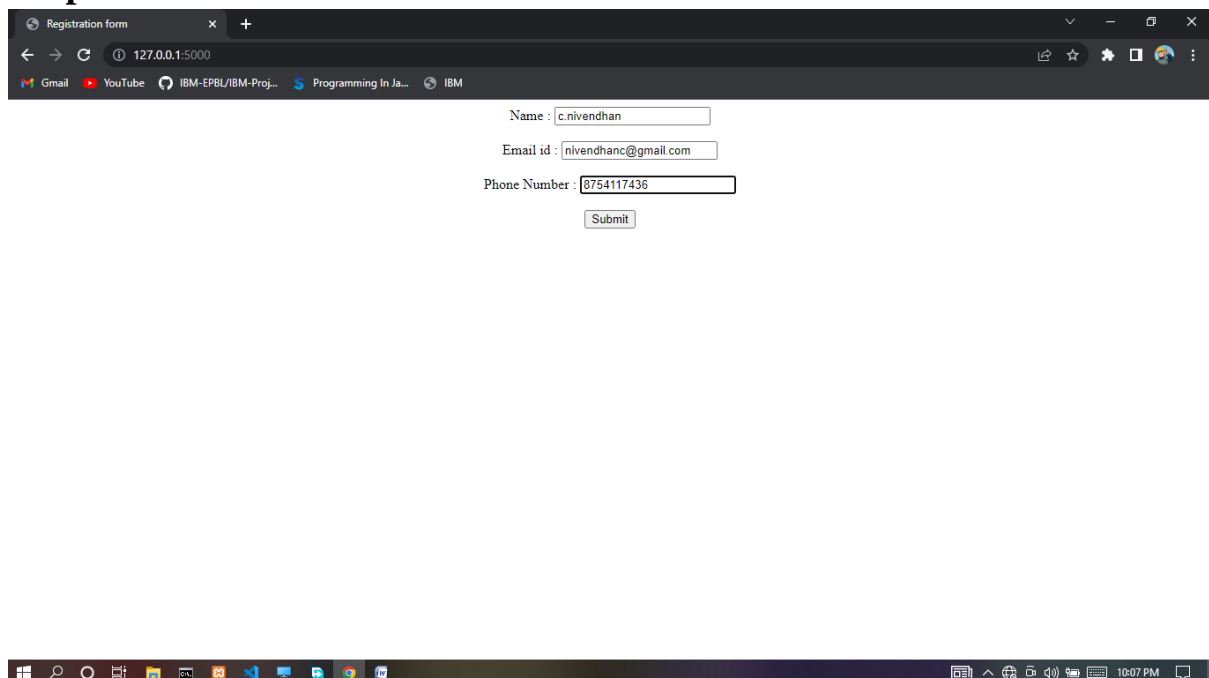 Registration form
127.0.0.1:5000
Gmail YouTube IBM-EPBL/IBM-Proj... Programming In Ja... IBM
Name : c.nivendhan
Email id : nivendhanc@gmail.com
Phone Number : 8754117436
Submit
10:07 PM